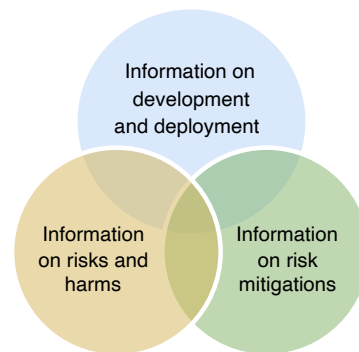 Information on
development
and deployment
Information
on risks and
harms
Information
on risk
mitigations